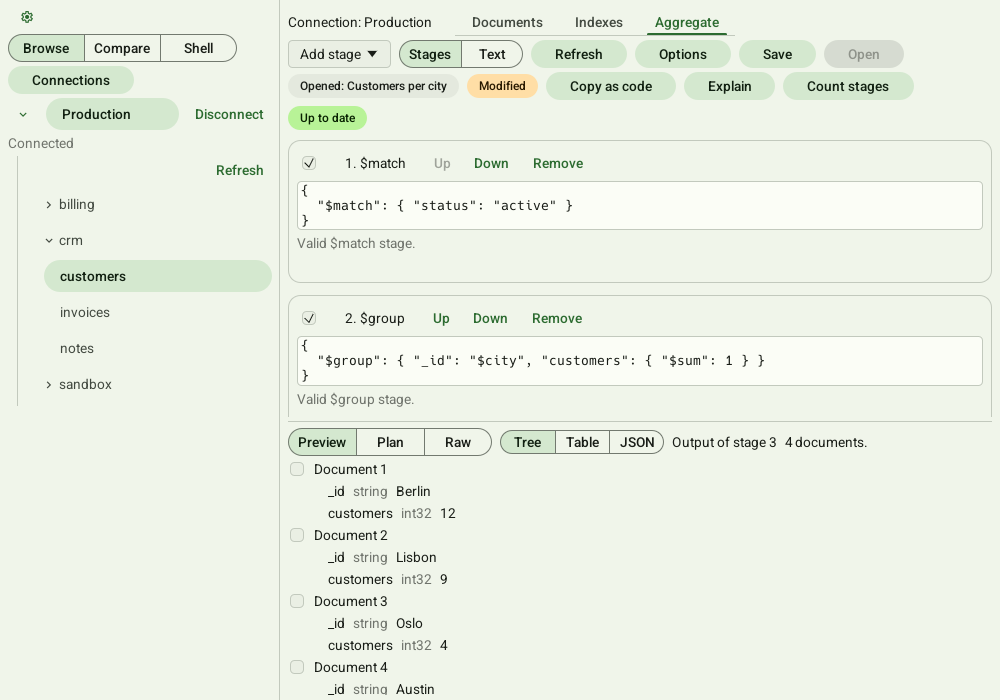 Browse Compare Shell
Connections
Production Disconnect
Connected
Refresh
billing
crm
customers
invoices
notes
sandbox
Connection: Production Documents Indexes Aggregate
Add stage Stages Text Refresh Options Save Open
Opened: Customers per city Modified Copy as code Explain Count stages
Up to date
1. $match Up Down Remove
{
"$match": { "status": "active" }
}
Valid $match stage.
2. $group Up Down Remove
{
"$group": { "_id": "$city", "customers": { "$sum": 1 } }
}
Valid $group stage.
Preview Plan Raw Tree Table JSON Output of stage 3 4 documents.
Document 1
_id string Berlin
customers int32 12
Document 2
_id string Lisbon
customers int32 9
Document 3
_id string Oslo
customers int32 4
Document 4
_id string Austin